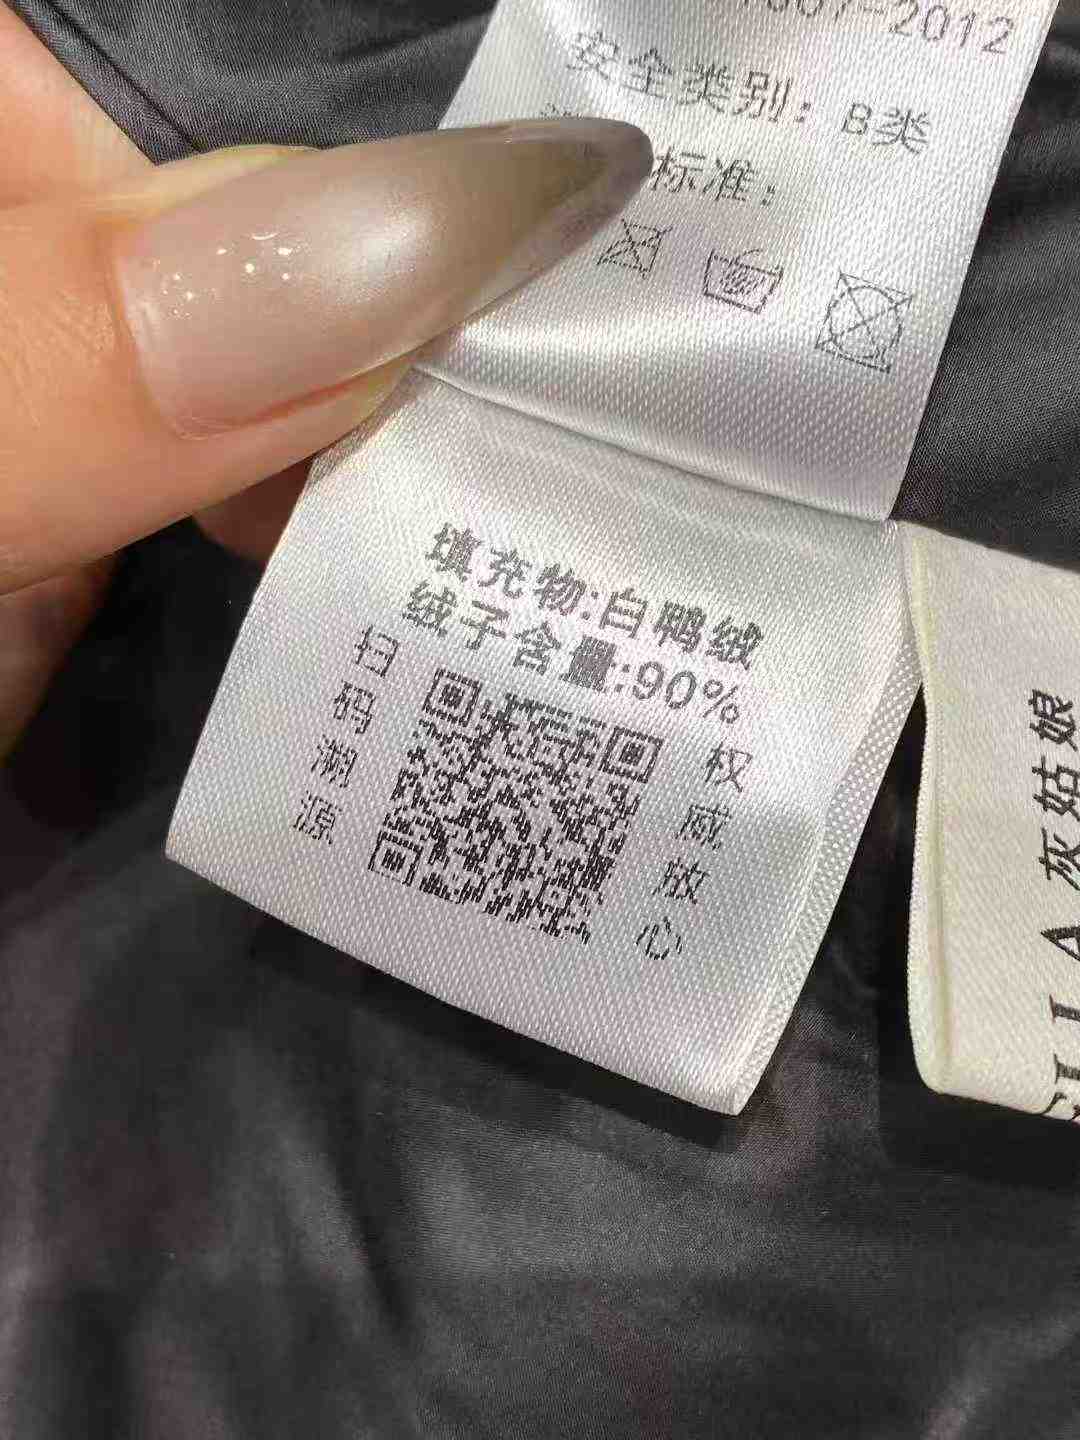 -2012
安全类别：B类
标准：
填充物:白鸭绒
绒子含量:90%
扫码溯源
权威放心
灰姑娘